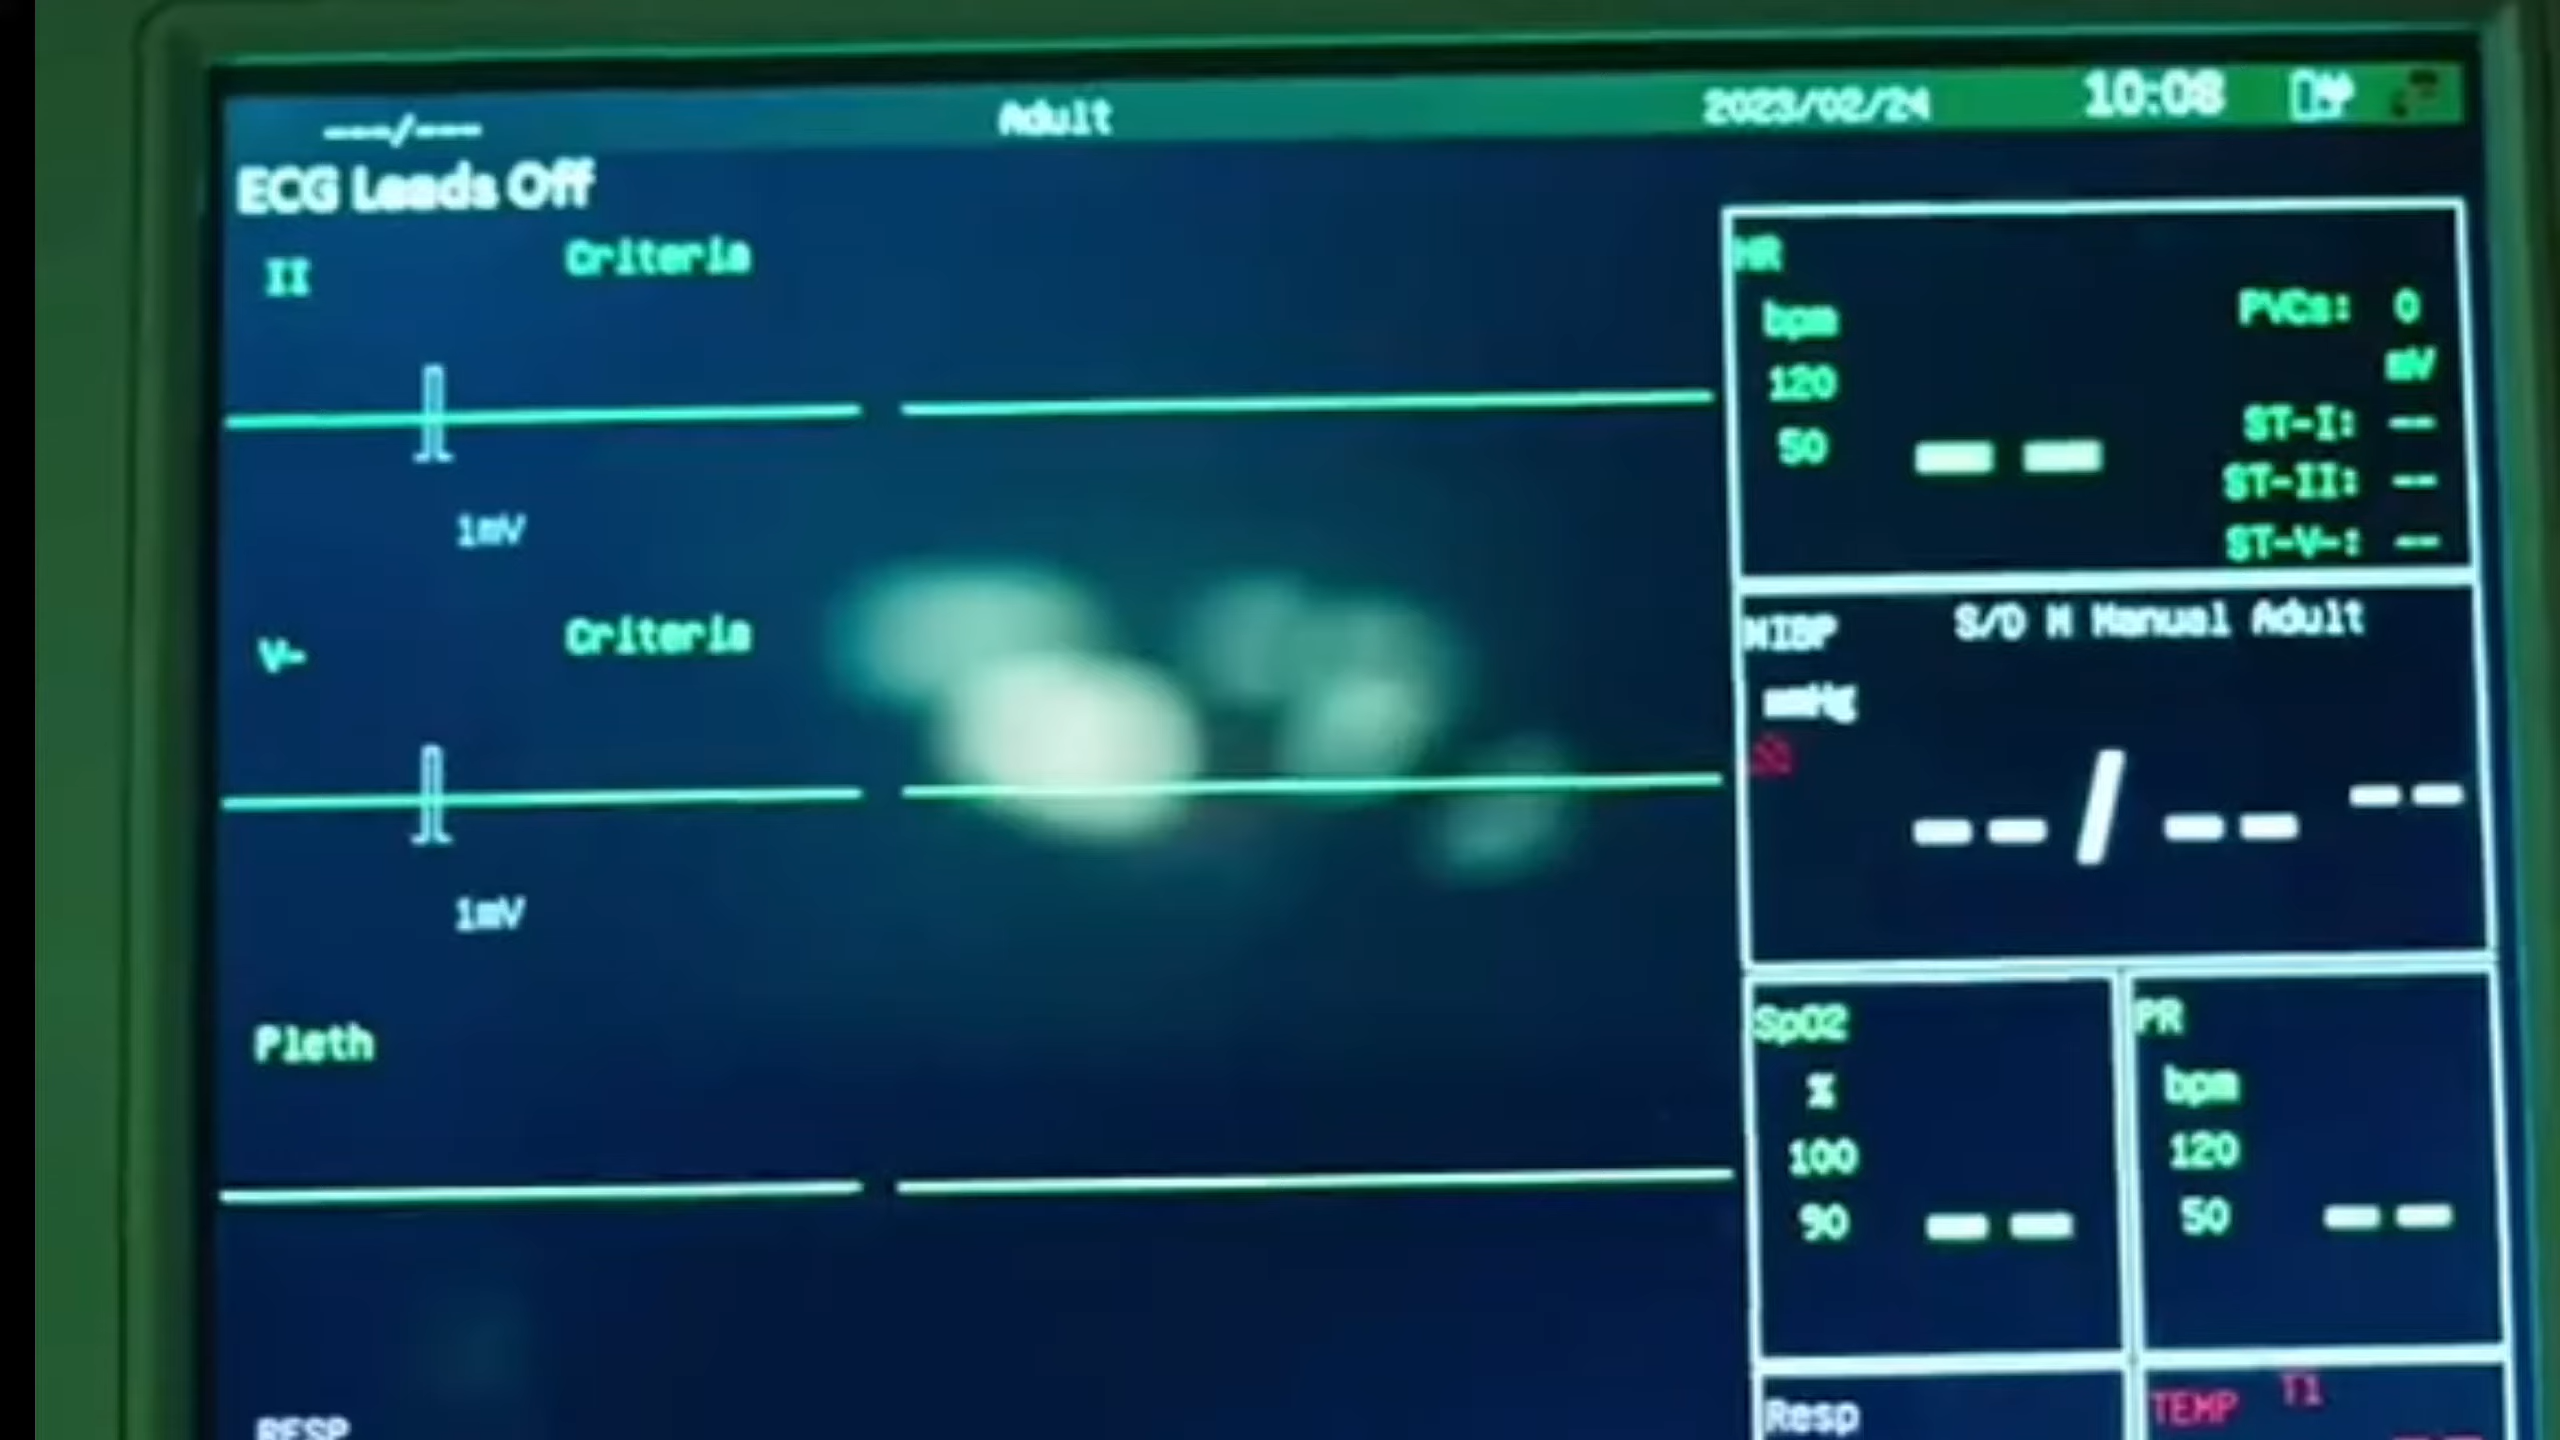 ---/---
Adult
2023/02/24
10:08
ECG Leads Off
II
Criteria
1mV
V-
Criteria
1mV
Pleth
RESP
HR
bpm
120
50
-- 
PVCs: 0
mV
ST-I: --
ST-II: --
ST-V-: --
NIBP
S/D M Manual Adult
mmHg
--/-- --
SpO2
%
100
90
--
PR
bpm
120
50
--
Resp
TEMP
T1